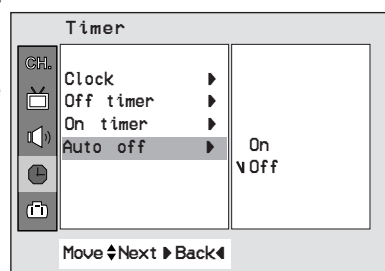 Timer
CH.
Clock
Off timer
On timer
Auto off
On
Off
Move Next Back